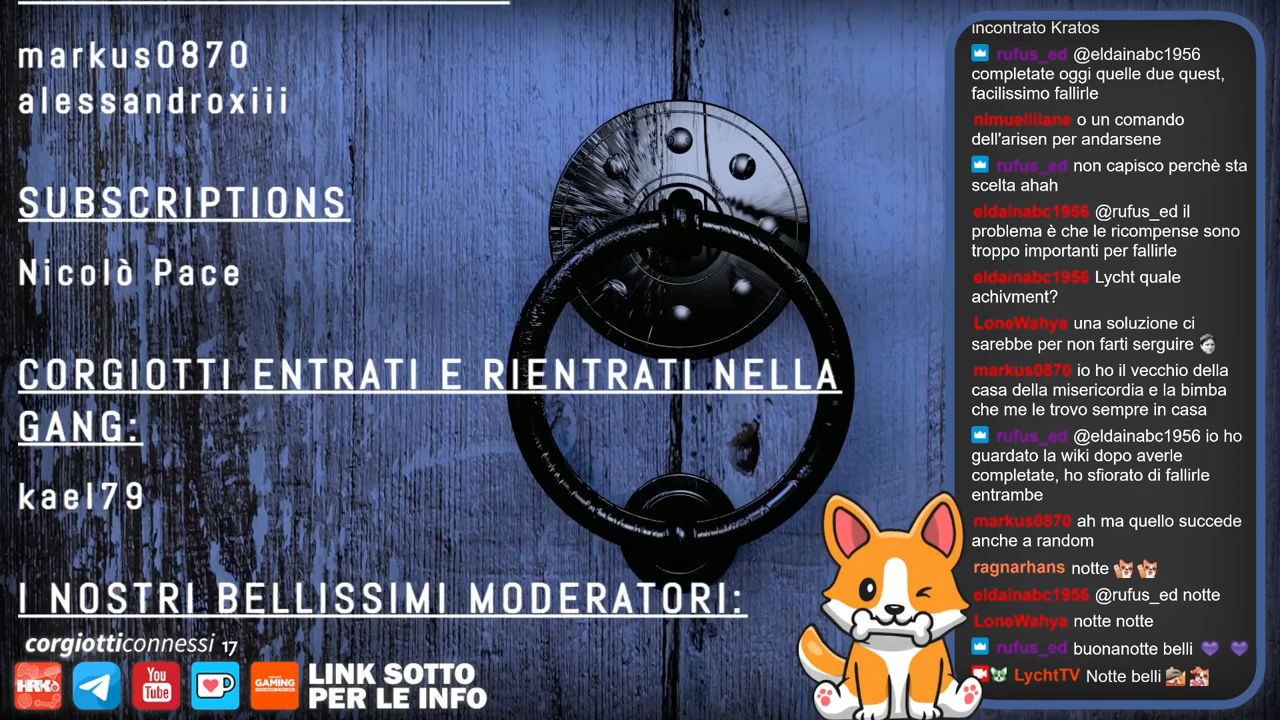 markus0870
alessandroxiii
SUBSCRIPTIONS
Nicolò Pace
CORGIOTTI ENTRATI E RIENTRATI NELLA
GANG:
kael79
I NOSTRI BELLISSIMI MODERATORI:
corgiotticonnessi 17
HRK
You
Tube
GAMING
LINK SOTTO
PER LE INFO
incontrato Kratos
rufus_ed @eldainabc1956
completate oggi quelle due quest,
facilissimo fallirle
nimueliliane o un comando
dell'arisen per andarsene
rufus_ed non capisco perchè sta
scelta ahah
eldainabc1956 @rufus_ed il
problema è che le ricompense sono
troppo importanti per fallirle
eldainabc1956 Lycht quale
achivment?
LoneWahya una soluzione ci
sarebbe per non farti serguire
markus0870 io ho il vecchio della
casa della misericordia e la bimba
che me le trovo sempre in casa
rufus_ed @eldainabc1956 io ho
guardato la wiki dopo averle
completate, ho sfiorato di fallirle
entrambe
markus0870 ah ma quello succede
anche a random
ragnarhans notte
eldainabc1956 @rufus_ed notte
LoneWahya notte notte
rufus_ed buonanotte belli 💜 💜
LychtTV Notte belli